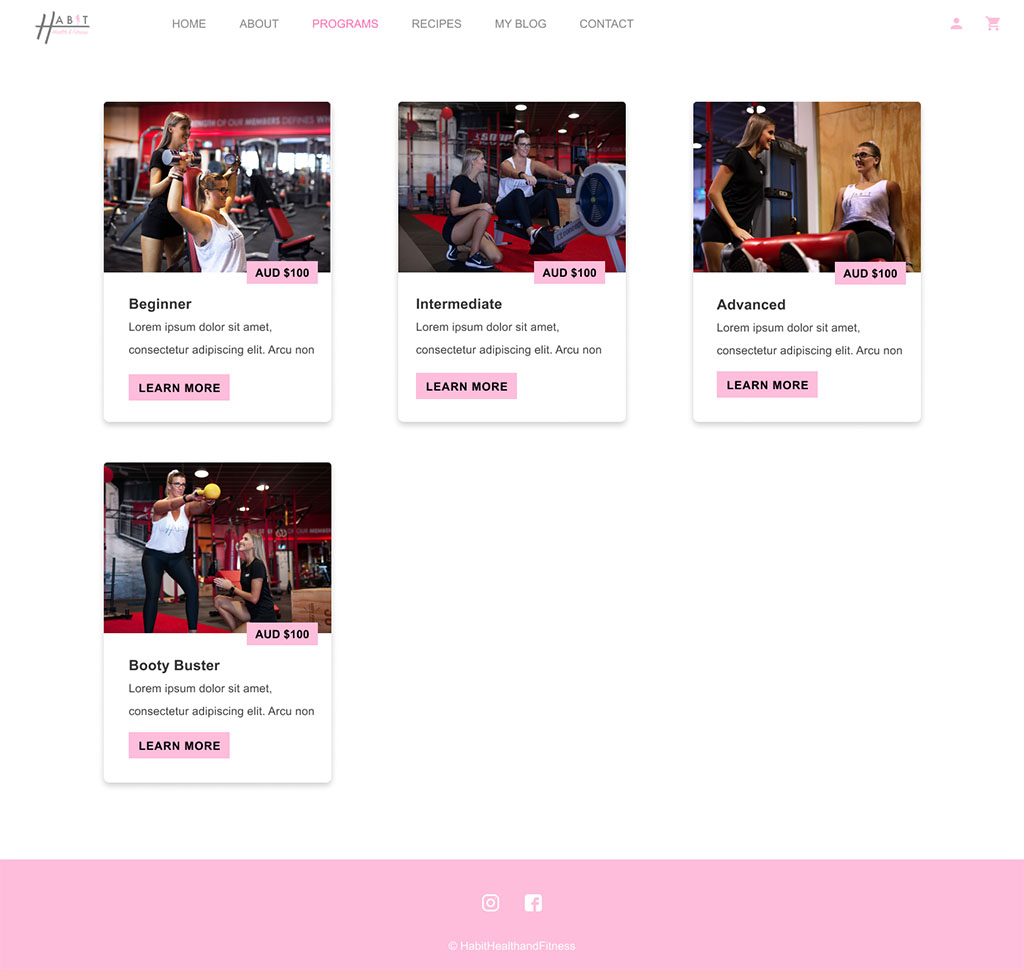 HABIT
Health & Fitness
HOME ABOUT PROGRAMS RECIPES MY BLOG CONTACT
AUD $100
Beginner
Lorem ipsum dolor sit amet,
consectetur adipiscing elit. Arcu non
LEARN MORE
AUD $100
Intermediate
Lorem ipsum dolor sit amet,
consectetur adipiscing elit. Arcu non
LEARN MORE
AUD $100
Advanced
Lorem ipsum dolor sit amet,
consectetur adipiscing elit. Arcu non
LEARN MORE
OF OUR MEMBERS
AUD $100
Booty Buster
Lorem ipsum dolor sit amet,
consectetur adipiscing elit. Arcu non
LEARN MORE
© HabitHealthandFitness